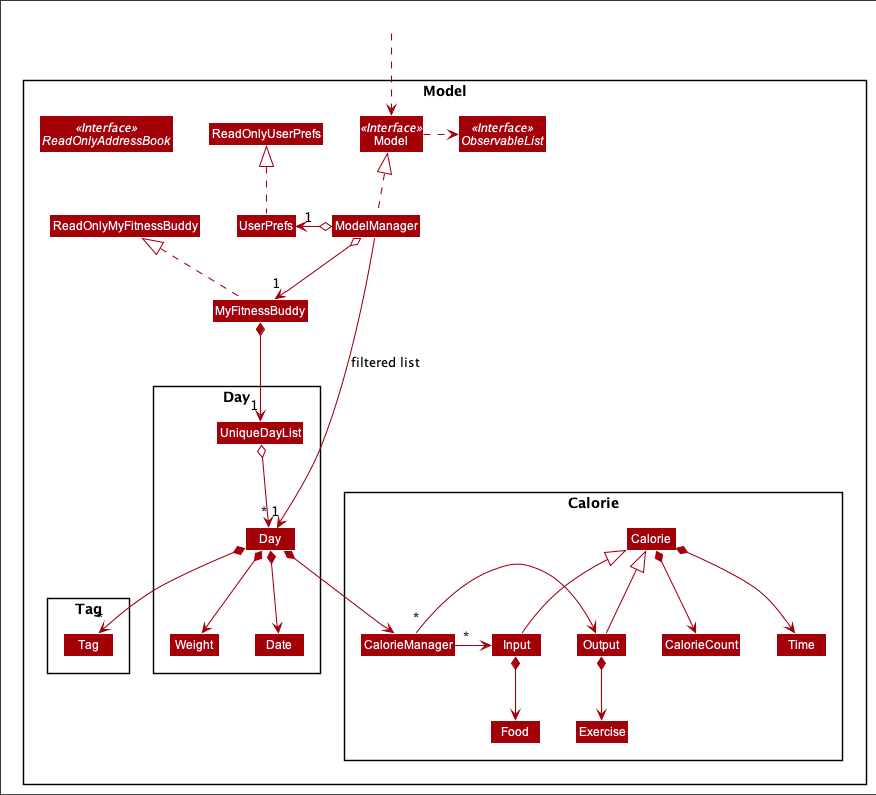 Model
«Interface»
ReadOnlyAddressBook
ReadOnlyUserPrefs
«Interface»
Model
«Interface»
ObservableList
ReadOnlyMyFitnessBuddy
UserPrefs
1
ModelManager
1
MyFitnessBuddy
filtered list
Day
1
UniqueDayList
Calorie
* 1
Day
Calorie
Tag
*
*
*
Tag
Weight
Date
CalorieManager
Input
Output
CalorieCount
Time
Food
Exercise